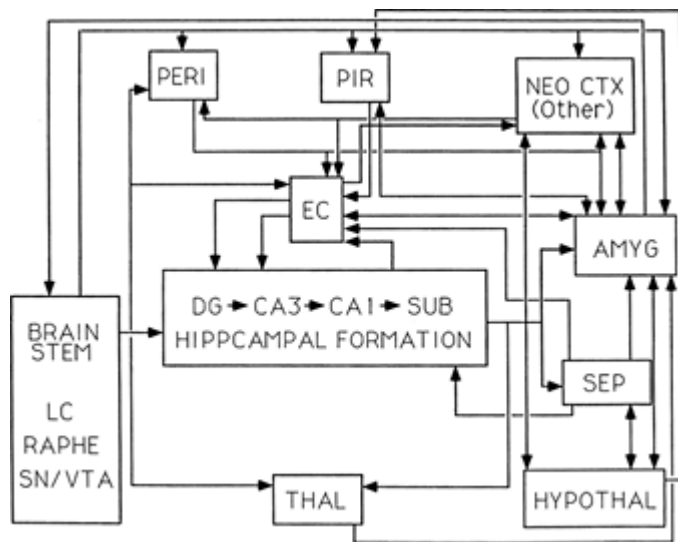 PERI
PIR
NEO CTX
(Other)
EC
AMYG
DG CA3 CA1 SUB
HIPPCAMPAL FORMATION
BRAIN
STEM
LC
RAPHE
SN/VTA
SEP
THAL
HYPOTHAL